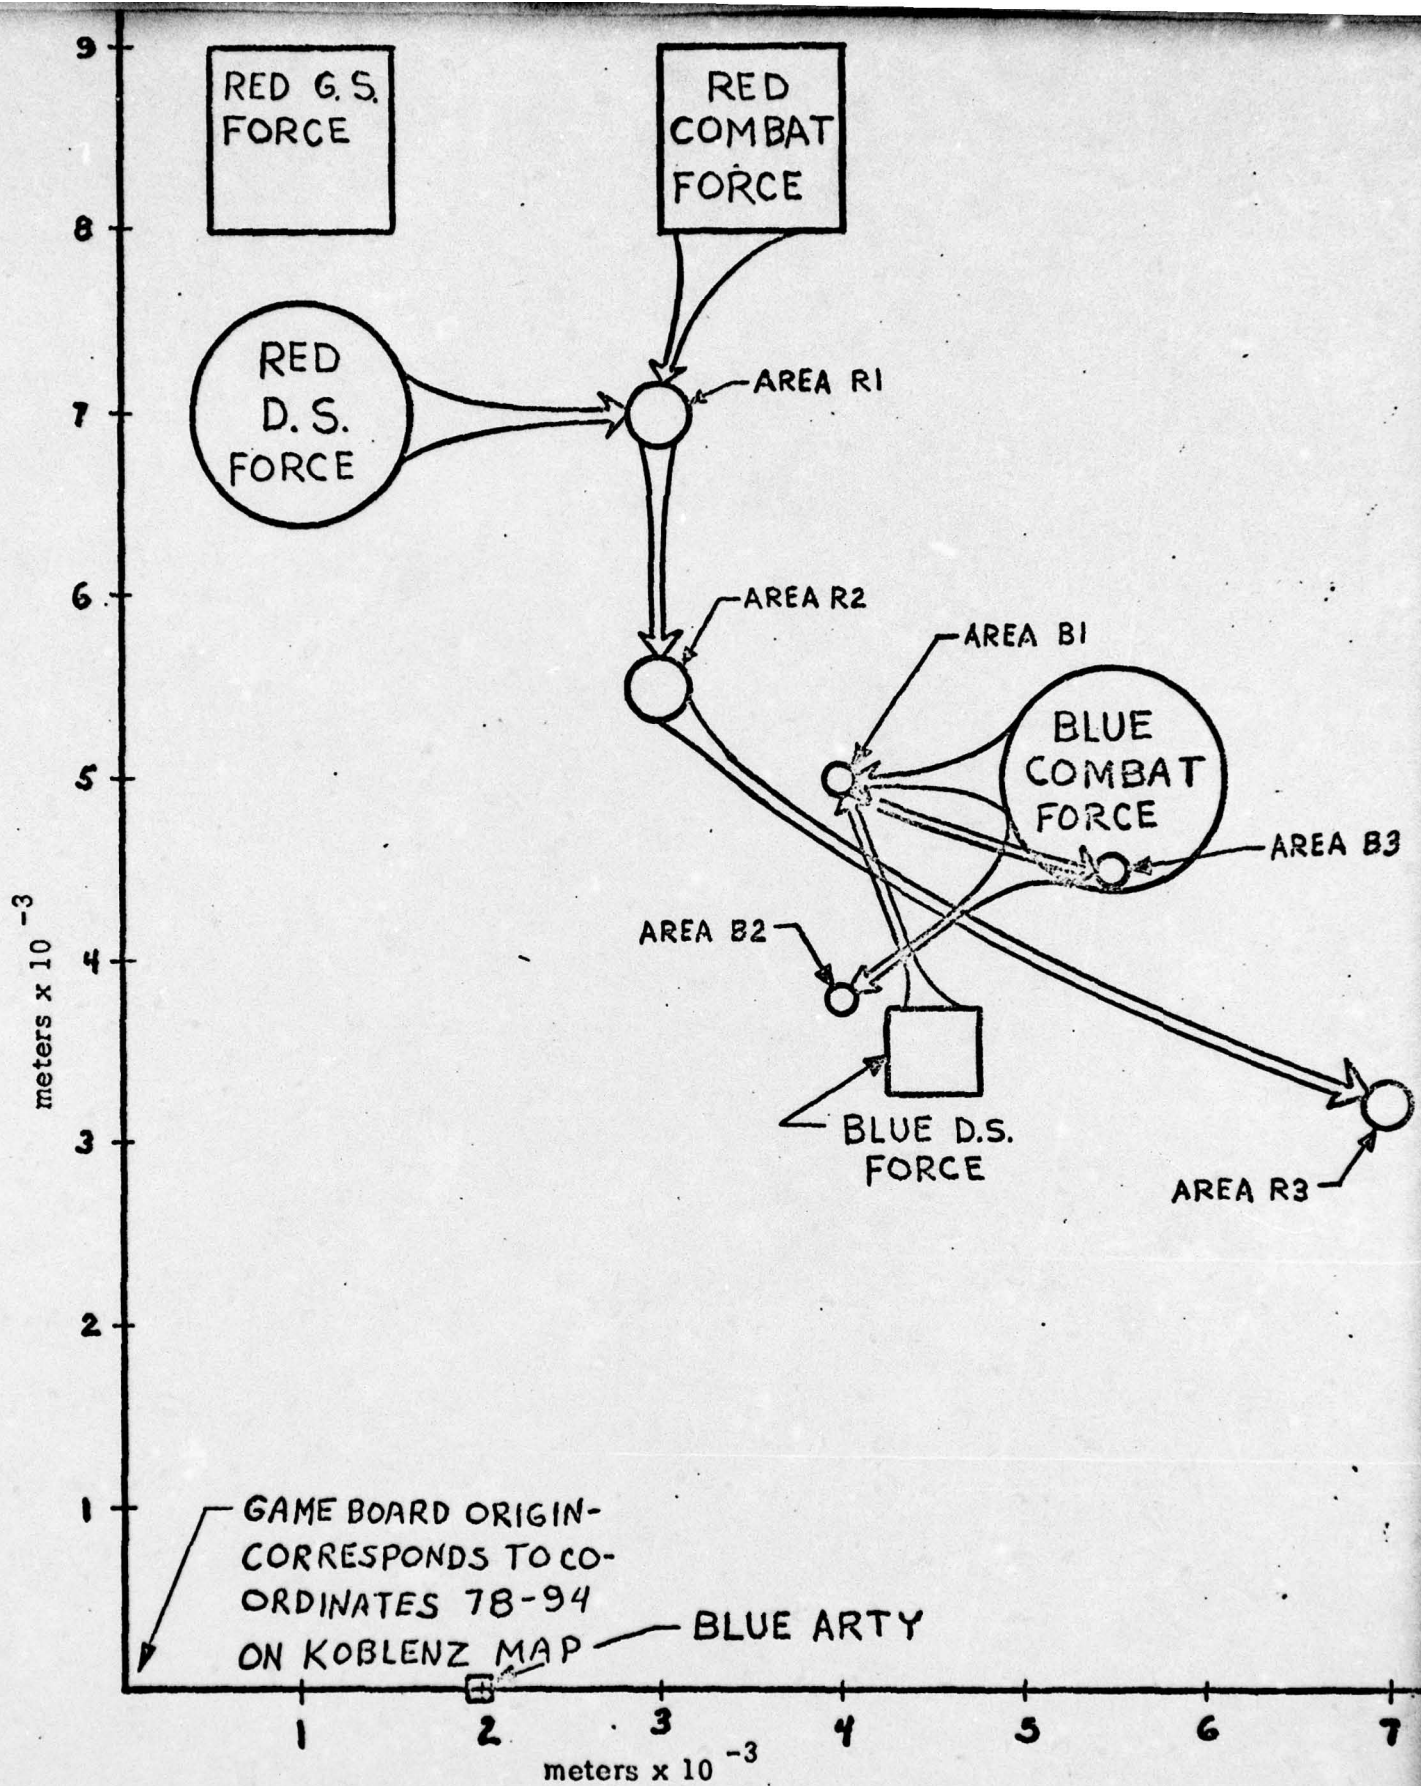 9
RED G.S.
FORCE
RED
COMBAT
FORCE
8
RED
D.S.
FORCE
AREA R1
7
6
AREA R2
AREA B1
BLUE
COMBAT
FORCE
5
AREA B3
AREA B2
4
meters x 10 -3
BLUE D.S.
FORCE
3
AREA R3
2
1
GAME BOARD ORIGIN-
CORRESPONDS TO CO-
ORDINATES 78-94
ON KOBLENZ MAP
BLUE ARTY
1 2 3 4 5 6 7
meters x 10 -3